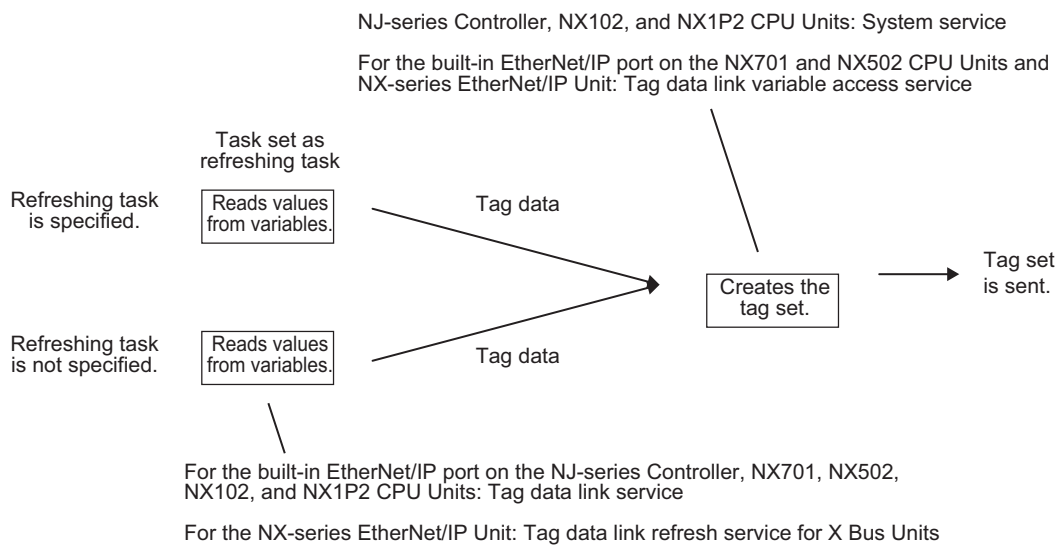 NJ-series Controller, NX102, and NX1P2 CPU Units: System service
For the built-in EtherNet/IP port on the NX701 and NX502 CPU Units and
NX-series EtherNet/IP Unit: Tag data link variable access service
Task set as
refreshing task
Refreshing task
is specified.
Reads values
from variables.
Tag data
Creates the
tag set.
Tag set
is sent.
Refreshing task
is not specified.
Reads values
from variables.
Tag data
For the built-in EtherNet/IP port on the NJ-series Controller, NX701, NX502,
NX102, and NX1P2 CPU Units: Tag data link service
For the NX-series EtherNet/IP Unit: Tag data link refresh service for X Bus Units